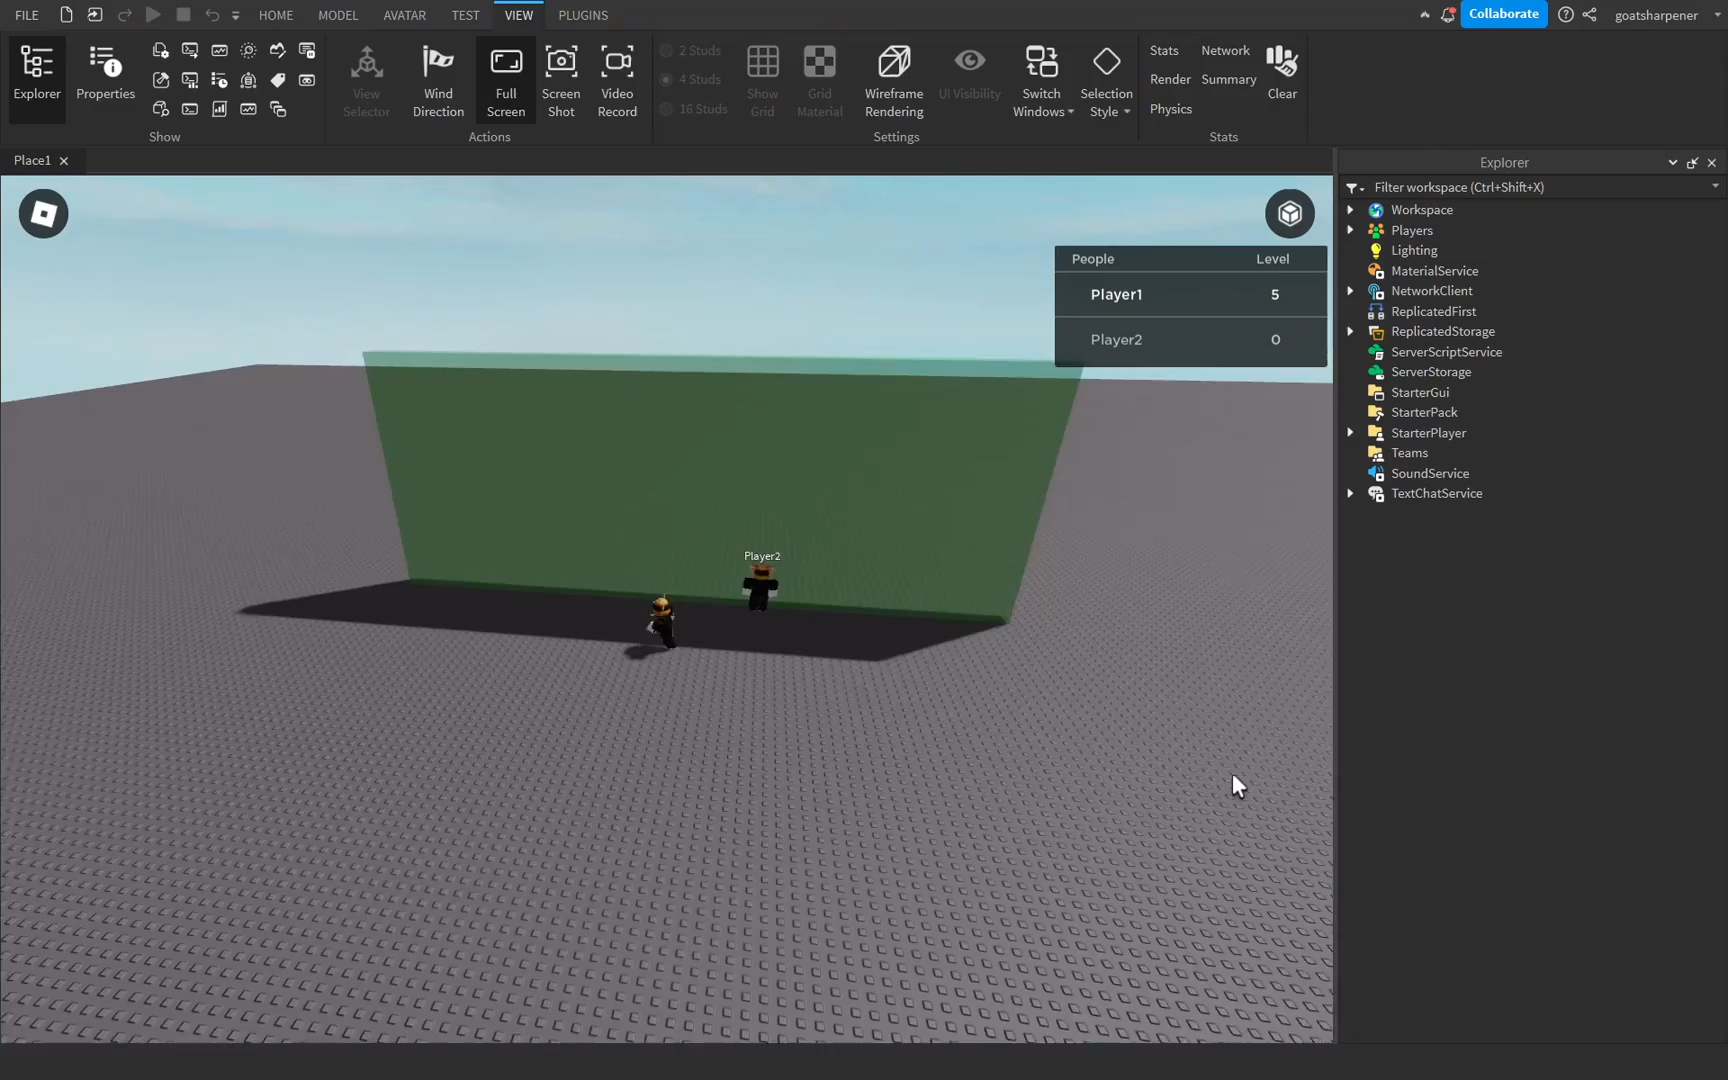 FILE HOME MODEL AVATAR TEST VIEW PLUGINS Collaborate goatsharpener
Explorer
Properties
Show
View Selector
Wind Direction
Full Screen
Screen Shot
Video Record
Actions
2 Studs
4 Studs
16 Studs
Show Grid
Grid Material
Wireframe Rendering
UI Visibility
Switch Windows
Selection Style
Settings
Stats Network
Render Summary
Physics
Clear
Stats
Place1
People Level
Player1 5
Player2 0
Player2
Explorer
Filter workspace (Ctrl+Shift+X)
Workspace
Players
Lighting
MaterialService
NetworkClient
ReplicatedFirst
ReplicatedStorage
ServerScriptService
ServerStorage
StarterGui
StarterPack
StarterPlayer
Teams
SoundService
TextChatService